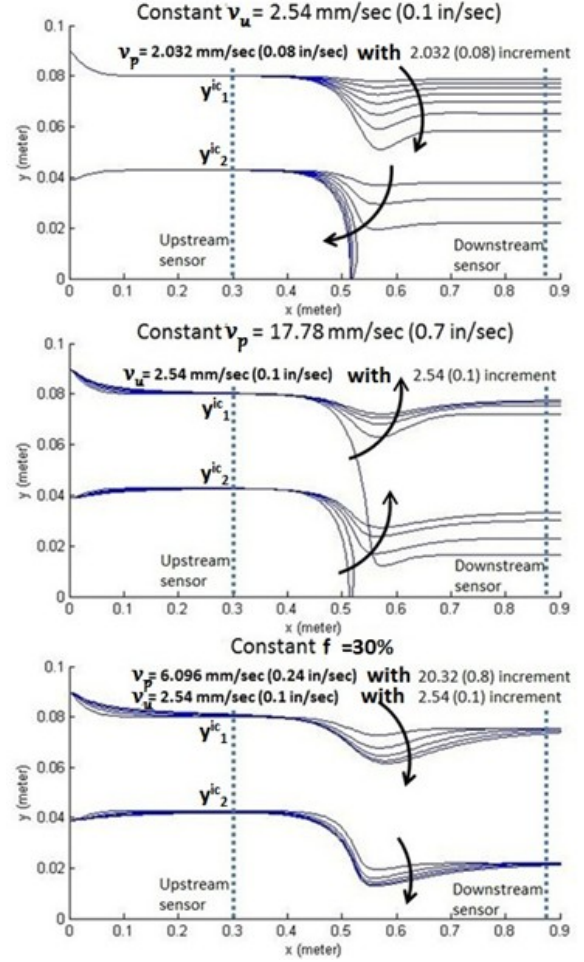 Constant vᵤ = 2.54 mm/sec (0.1 in/sec)
vₚ = 2.032 mm/sec (0.08 in/sec) with 2.032 (0.08) increment
0.1
0.08
0.06
0.04
0.02
0
y (meter)
yⁱᶜ₁
yⁱᶜ₂
Upstream
sensor
Downstream
sensor
0 0.1 0.2 0.3 0.4 0.5 0.6 0.7 0.8 0.9
x (meter)
Constant vₚ = 17.78 mm/sec (0.7 in/sec)
vᵤ= 2.54 mm/sec (0.1 in/sec) with 2.54 (0.1) increment
0.1
0.08
0.06
0.04
0.02
0
y (meter)
yⁱᶜ₁
yⁱᶜ₂
Upstream
sensor
Downstream
sensor
0 0.1 0.2 0.3 0.4 0.5 0.6 0.7 0.8 0.9
x (meter)
Constant f =30%
vₚ= 6.096 mm/sec (0.24 in/sec) with 20.32 (0.8) increment
vᵤ= 2.54 mm/sec (0.1 in/sec) with 2.54 (0.1) increment
0.1
0.08
0.06
0.04
0.02
0
y (meter)
yⁱᶜ₁
yⁱᶜ₂
Upstream
sensor
Downstream
sensor
0 0.1 0.2 0.3 0.4 0.5 0.6 0.7 0.8 0.9
x (meter)